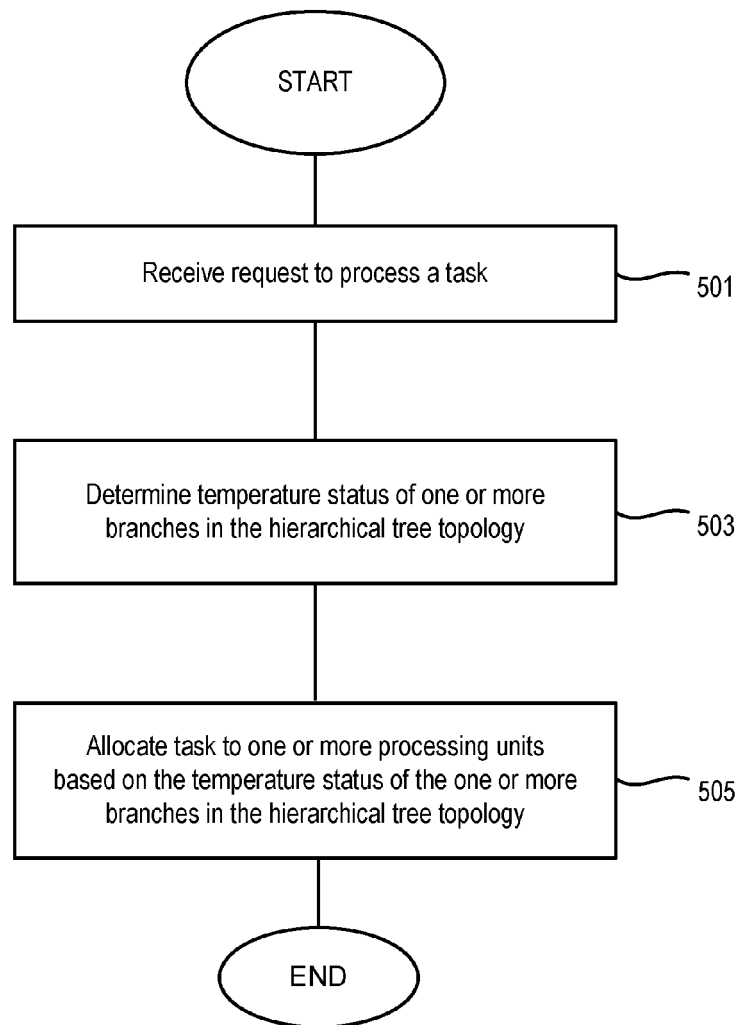 START
Receive request to process a task
501
Determine temperature status of one or more
branches in the hierarchical tree topology
503
Allocate task to one or more processing units
based on the temperature status of the one or more
branches in the hierarchical tree topology
505
END